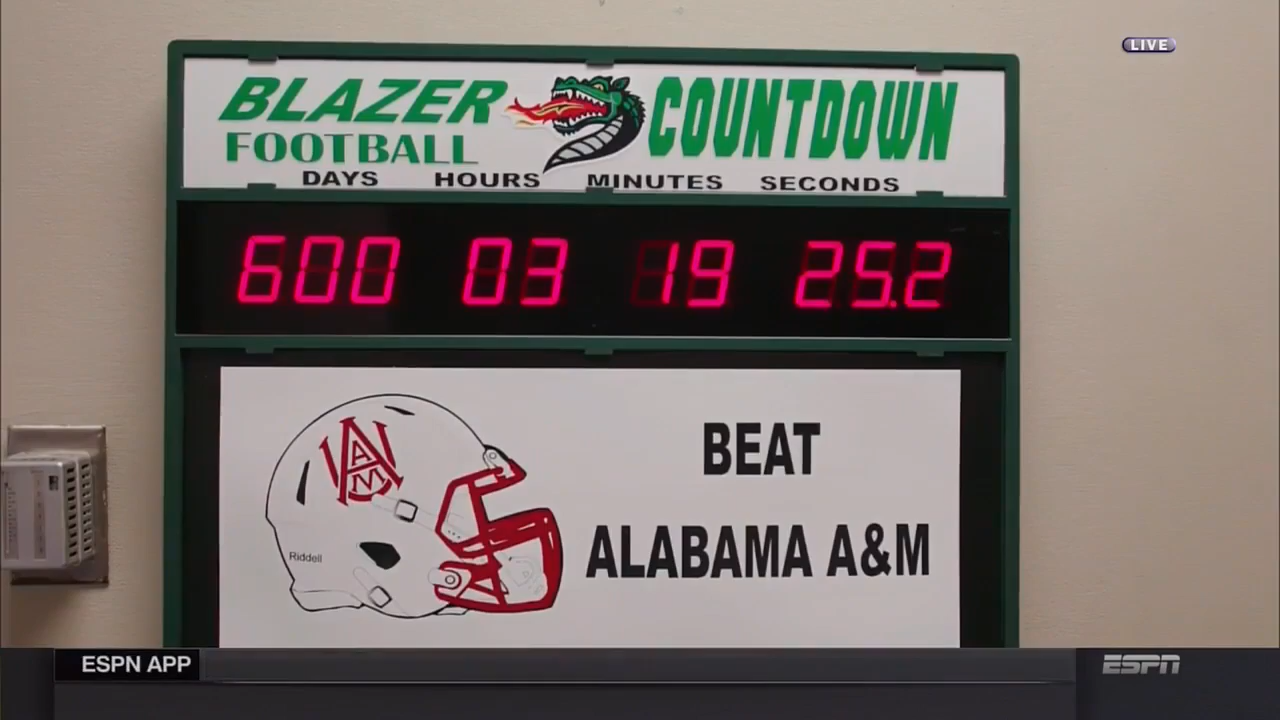 LIVE
BLAZER COUNTDOWN
FOOTBALL
DAYS HOURS MINUTES SECONDS
600 03 19 25.2
AAMU
BEAT
ALABAMA A&M
Riddell
ESPN APP
ESPN